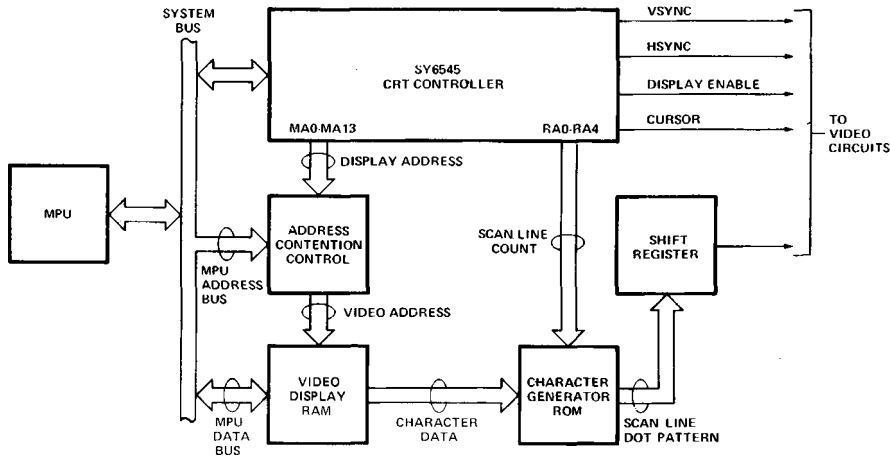 SYSTEM
BUS
VSYNC
HSYNC
SY6545
CRT CONTROLLER
DISPLAY ENABLE
CURSOR
MA0-MA13
RA0-RA4
TO
VIDEO
CIRCUITS
DISPLAY ADDRESS
MPU
ADDRESS
CONTENTION
CONTROL
SCAN LINE
COUNT
SHIFT
REGISTER
MPU
ADDRESS
BUS
VIDEO ADDRESS
VIDEO
DISPLAY
RAM
CHARACTER
GENERATOR
ROM
MPU
DATA
BUS
CHARACTER
DATA
SCAN LINE
DOT PATTERN